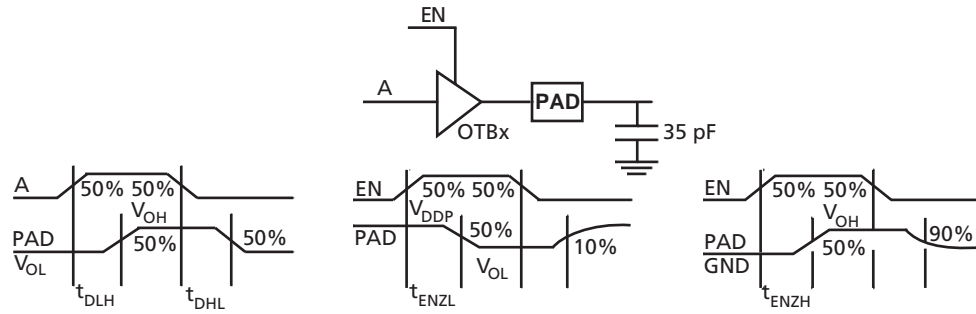 EN
A
PAD
OTBx
35 pF
A
50% 50%
V_OH
PAD
50%
50%
V_OL
t_DLH
t_DHL
EN
50% 50%
V_DDP
PAD
50%
10%
V_OL
t_ENZL
EN
50% 50%
V_OH
PAD
50%
90%
GND
t_ENZH